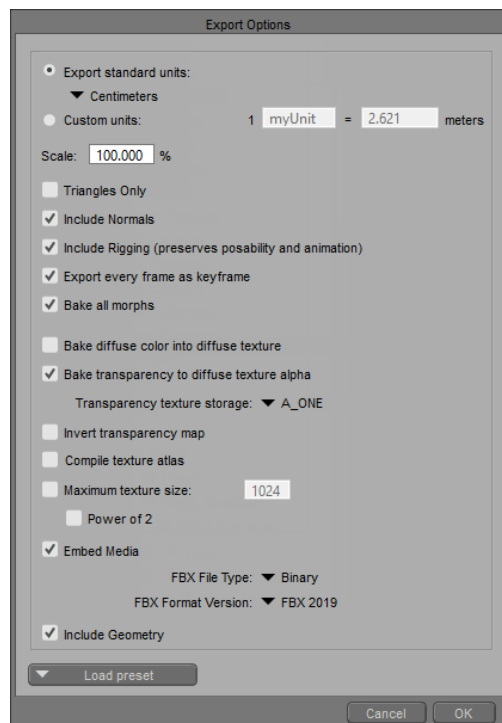 Export Options
Export standard units:
Centimeters
Custom units: 1 myUnit = 2.621 meters
Scale: 100.000 %
Triangles Only
Include Normals
Include Rigging (preserves posability and animation)
Export every frame as keyframe
Bake all morphs
Bake diffuse color into diffuse texture
Bake transparency to diffuse texture alpha
Transparency texture storage: A_ONE
Invert transparency map
Compile texture atlas
Maximum texture size: 1024
Power of 2
Embed Media
FBX File Type: Binary
FBX Format Version: FBX 2019
Include Geometry
Load preset
Cancel OK